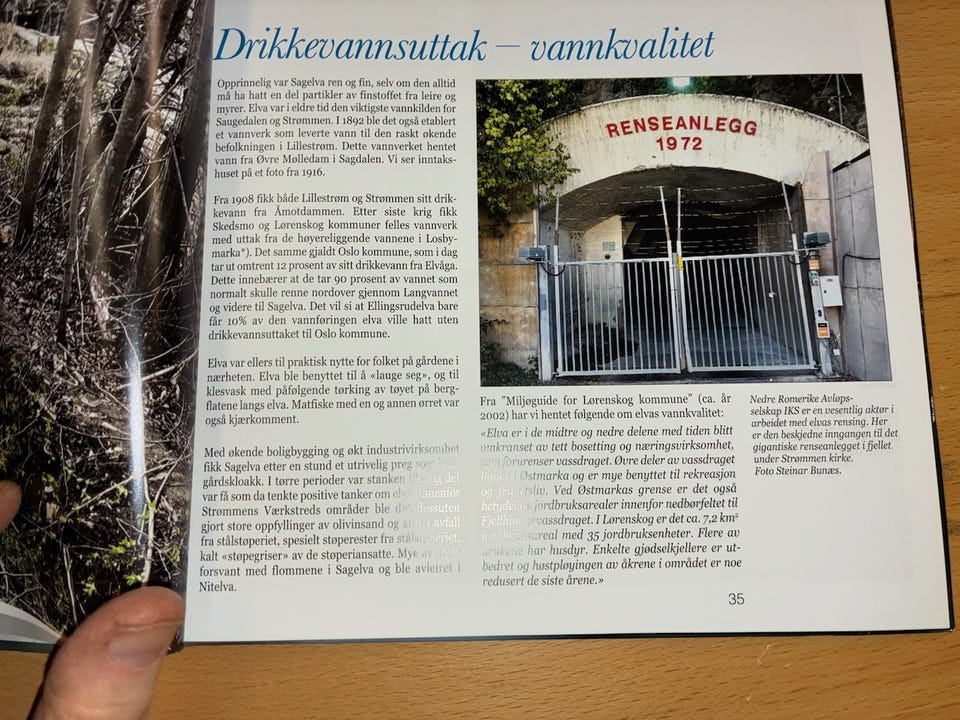 Drikkevannsuttak – vannkvalitet
Opprinnelig var Sagelva ren og fin, selv om den alltid
må ha hatt en del partikler av finstoffet fra leire og
myrer. Elva var i eldre tid den viktigste vannkilden for
Saugedalen og Strømmen. I 1892 ble det også etablert
et vannverk som leverte vann til den raskt økende
befolkningen i Lillestrøm. Dette vannverket hentet
vann fra Øvre Mølledam i Sagdalen. Vi ser inntaks-
huset på et foto fra 1916.
Fra 1908 fikk både Lillestrøm og Strømmen sitt drik-
kevann fra Åmotdammen. Etter siste krig fikk
Skedsmo og Lørenskog kommuner felles vannverk
med uttak fra de høyereliggende vannene i Losby-
marka*). Det samme gjaldt Oslo kommune, som i dag
tar ut omtrent 12 prosent av sitt drikkevann fra Elvåga.
Dette innebærer at de tar 90 prosent av vannet som
normalt skulle renne nordover gjennom Langvannet
og videre til Sagelva. Det vil si at Ellingsrudelva bare
får 10% av den vannføringen elva ville hatt uten
drikkevannsuttaket til Oslo kommune.
Elva var ellers til praktisk nytte for folket på gårdene i
nærheten. Elva ble benyttet til å «lauge seg», og til
klesvask med påfølgende tørking av tøyet på berg-
flatene langs elva. Matfiske med en og annen ørret var
også kjærkomment.
Med økende boligbygging og økt industrivirksomhet
fikk Sagelva etter en stund et utrivelig preg som
gårdskloakk. I tørre perioder var stanken og det
var få som da tenkte positive tanker om elva. Innenfor
Strømmens Værkstreds områder ble det dessuten
gjort store oppfyllinger av olivinsand og annet avfall
fra stålstøperiet, spesielt støperester fra stålstøperiet,
kalt «støpegriser» av de støperiansatte. Mye av
forsvant med flommene i Sagelva og ble avleiret i
Nitelva.
RENSEANLEGG
1972
Fra "Miljøguide for Lørenskog kommune" (ca. år
2002) har vi hentet følgende om elvas vannkvalitet:
«Elva er i de midtre og nedre delene med tiden blitt
omkranset av tett bosetting og næringsvirksomhet,
som forurenser vassdraget. Øvre deler av vassdraget
ligger i Østmarka og er mye benyttet til rekreasjon
og friluftsliv. Ved Østmarkas grense er det også
betydelig jordbruksarealer innenfor nedbørfeltet til
Fjellhamarvassdraget. I Lørenskog er det ca. 7,2 km²
jordbruksareal med 35 jordbruksenheter. Flere av
brukene har husdyr. Enkelte gjødselkjellere er ut-
bedret og høstpløyingen av åkrene i området er noe
redusert de siste årene.»
Nedre Romerike Avløps-
selskap IKS er en vesentlig aktør i
arbeidet med elvas rensing. Her
er den beskjedne inngangen til det
gigantiske renseanlegget i fjellet
under Strømmen kirke.
Foto Steinar Bunæs.
35